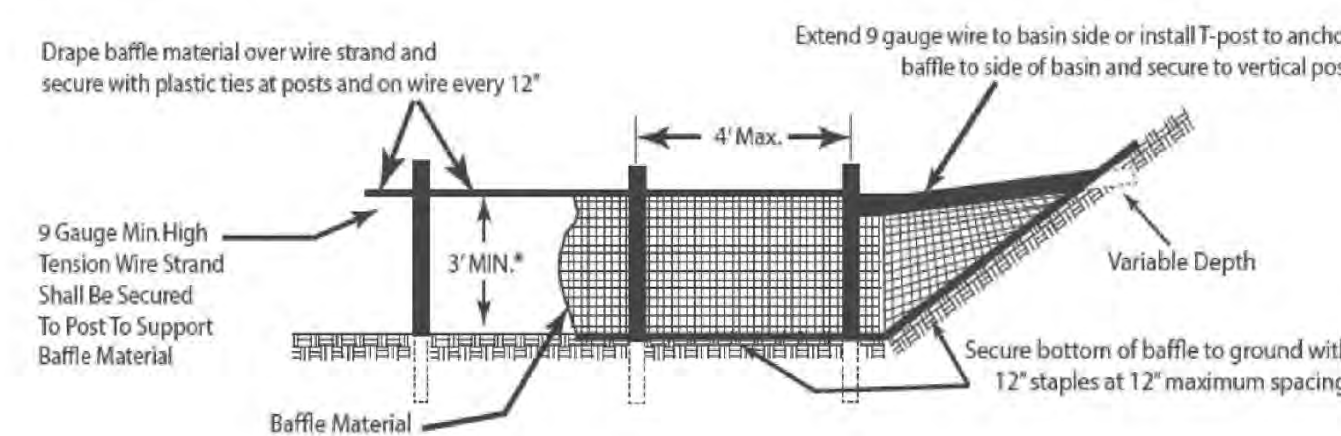 Drape baffle material over wire strand and
secure with plastic ties at posts and on wire every 12"
Extend 9 gauge wire to basin side or install T-post to ancho
baffle to side of basin and secure to vertical pos
4' Max.
9 Gauge Min. High
Tension Wire Strand
Shall Be Secured
To Post To Support
Baffle Material
3' MIN.*
Variable Depth
Secure bottom of baffle to ground with
12" staples at 12" maximum spacing
Baffle Material